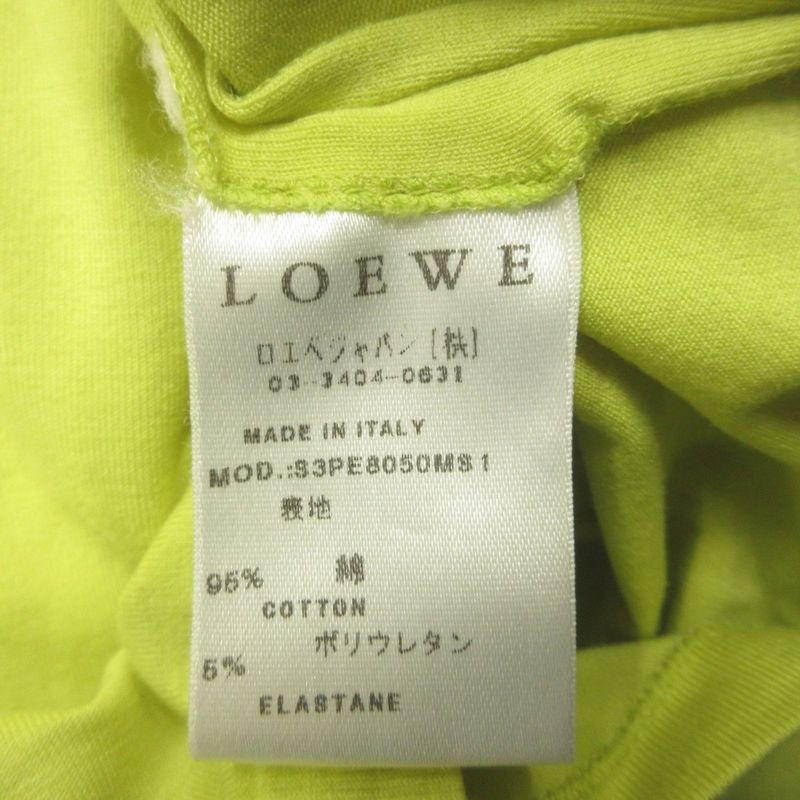 LOEWE
ロエベジャパン[株]
03-3404-0631
MADE IN ITALY
MOD.:S3PE8050MS1
表地
95% 綿
COTTON
ポリウレタン
5%
ELASTANE